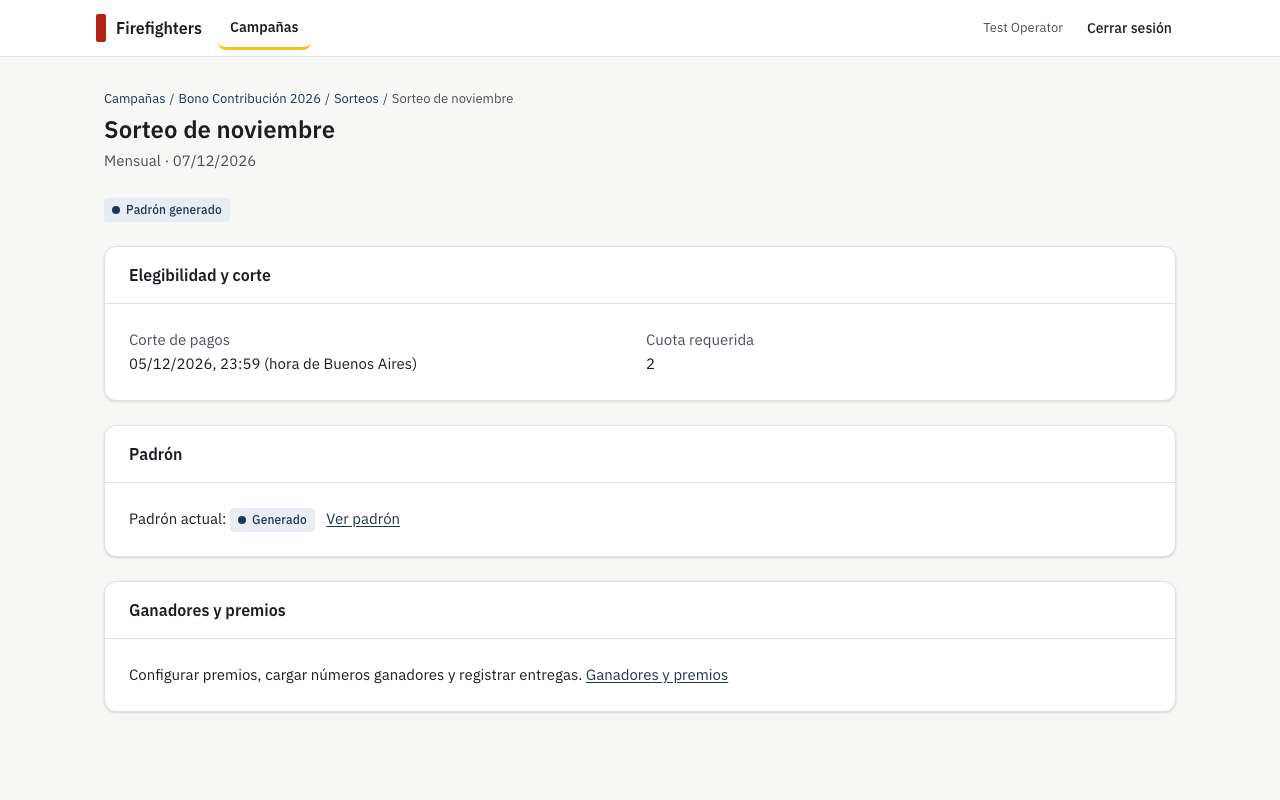 Firefighters
Campañas
Test Operator
Cerrar sesión
Campañas / Bono Contribución 2026 / Sorteos / Sorteo de noviembre
Sorteo de noviembre
Mensual · 07/12/2026
Padrón generado
Elegibilidad y corte
Corte de pagos
05/12/2026, 23:59 (hora de Buenos Aires)
Cuota requerida
2
Padrón
Padrón actual: Generado Ver padrón
Ganadores y premios
Configurar premios, cargar números ganadores y registrar entregas. Ganadores y premios